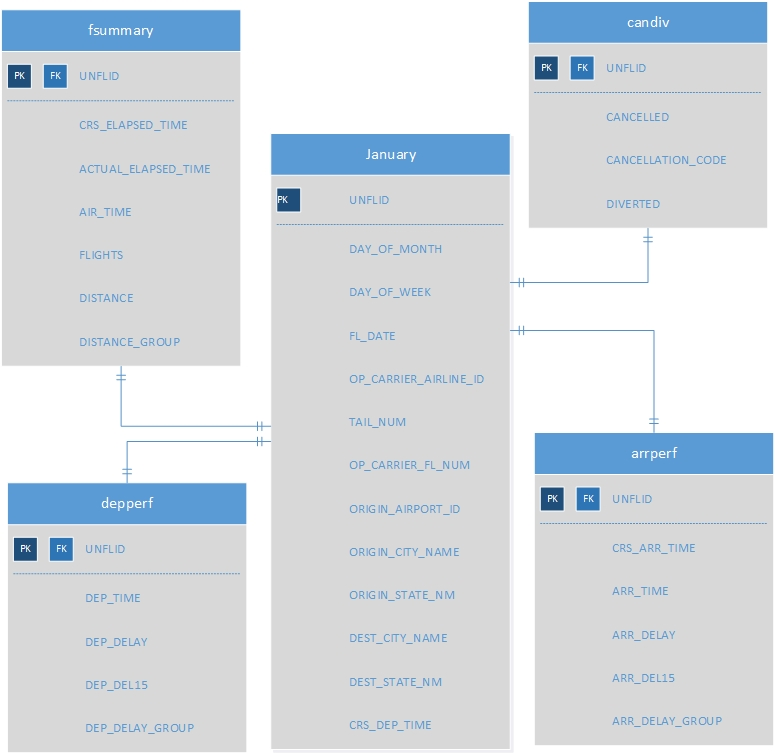 fsummary
PK FK UNFLID
CRS_ELAPSED_TIME
ACTUAL_ELAPSED_TIME
AIR_TIME
FLIGHTS
DISTANCE
DISTANCE_GROUP
candiv
PK FK UNFLID
CANCELLED
CANCELLATION_CODE
DIVERTED
January
PK UNFLID
DAY_OF_MONTH
DAY_OF_WEEK
FL_DATE
OP_CARRIER_AIRLINE_ID
TAIL_NUM
OP_CARRIER_FL_NUM
ORIGIN_AIRPORT_ID
ORIGIN_CITY_NAME
ORIGIN_STATE_NM
DEST_CITY_NAME
DEST_STATE_NM
CRS_DEP_TIME
depperf
PK FK UNFLID
DEP_TIME
DEP_DELAY
DEP_DEL15
DEP_DELAY_GROUP
arrperf
PK FK UNFLID
CRS_ARR_TIME
ARR_TIME
ARR_DELAY
ARR_DEL15
ARR_DELAY_GROUP